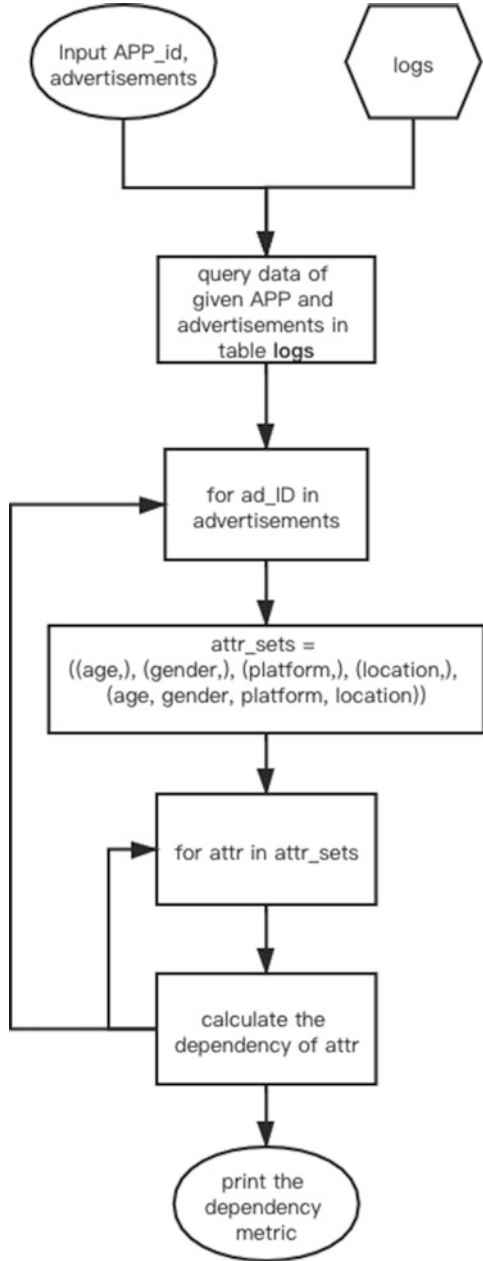 Input APP_id,
advertisements
logs
query data of
given APP and
advertisements in
table logs
for ad_ID in
advertisements
attr_sets =
((age,), (gender,), (platform,), (location,),
(age, gender, platform, location))
for attr in attr_sets
calculate the
dependency of attr
print the
dependency
metric